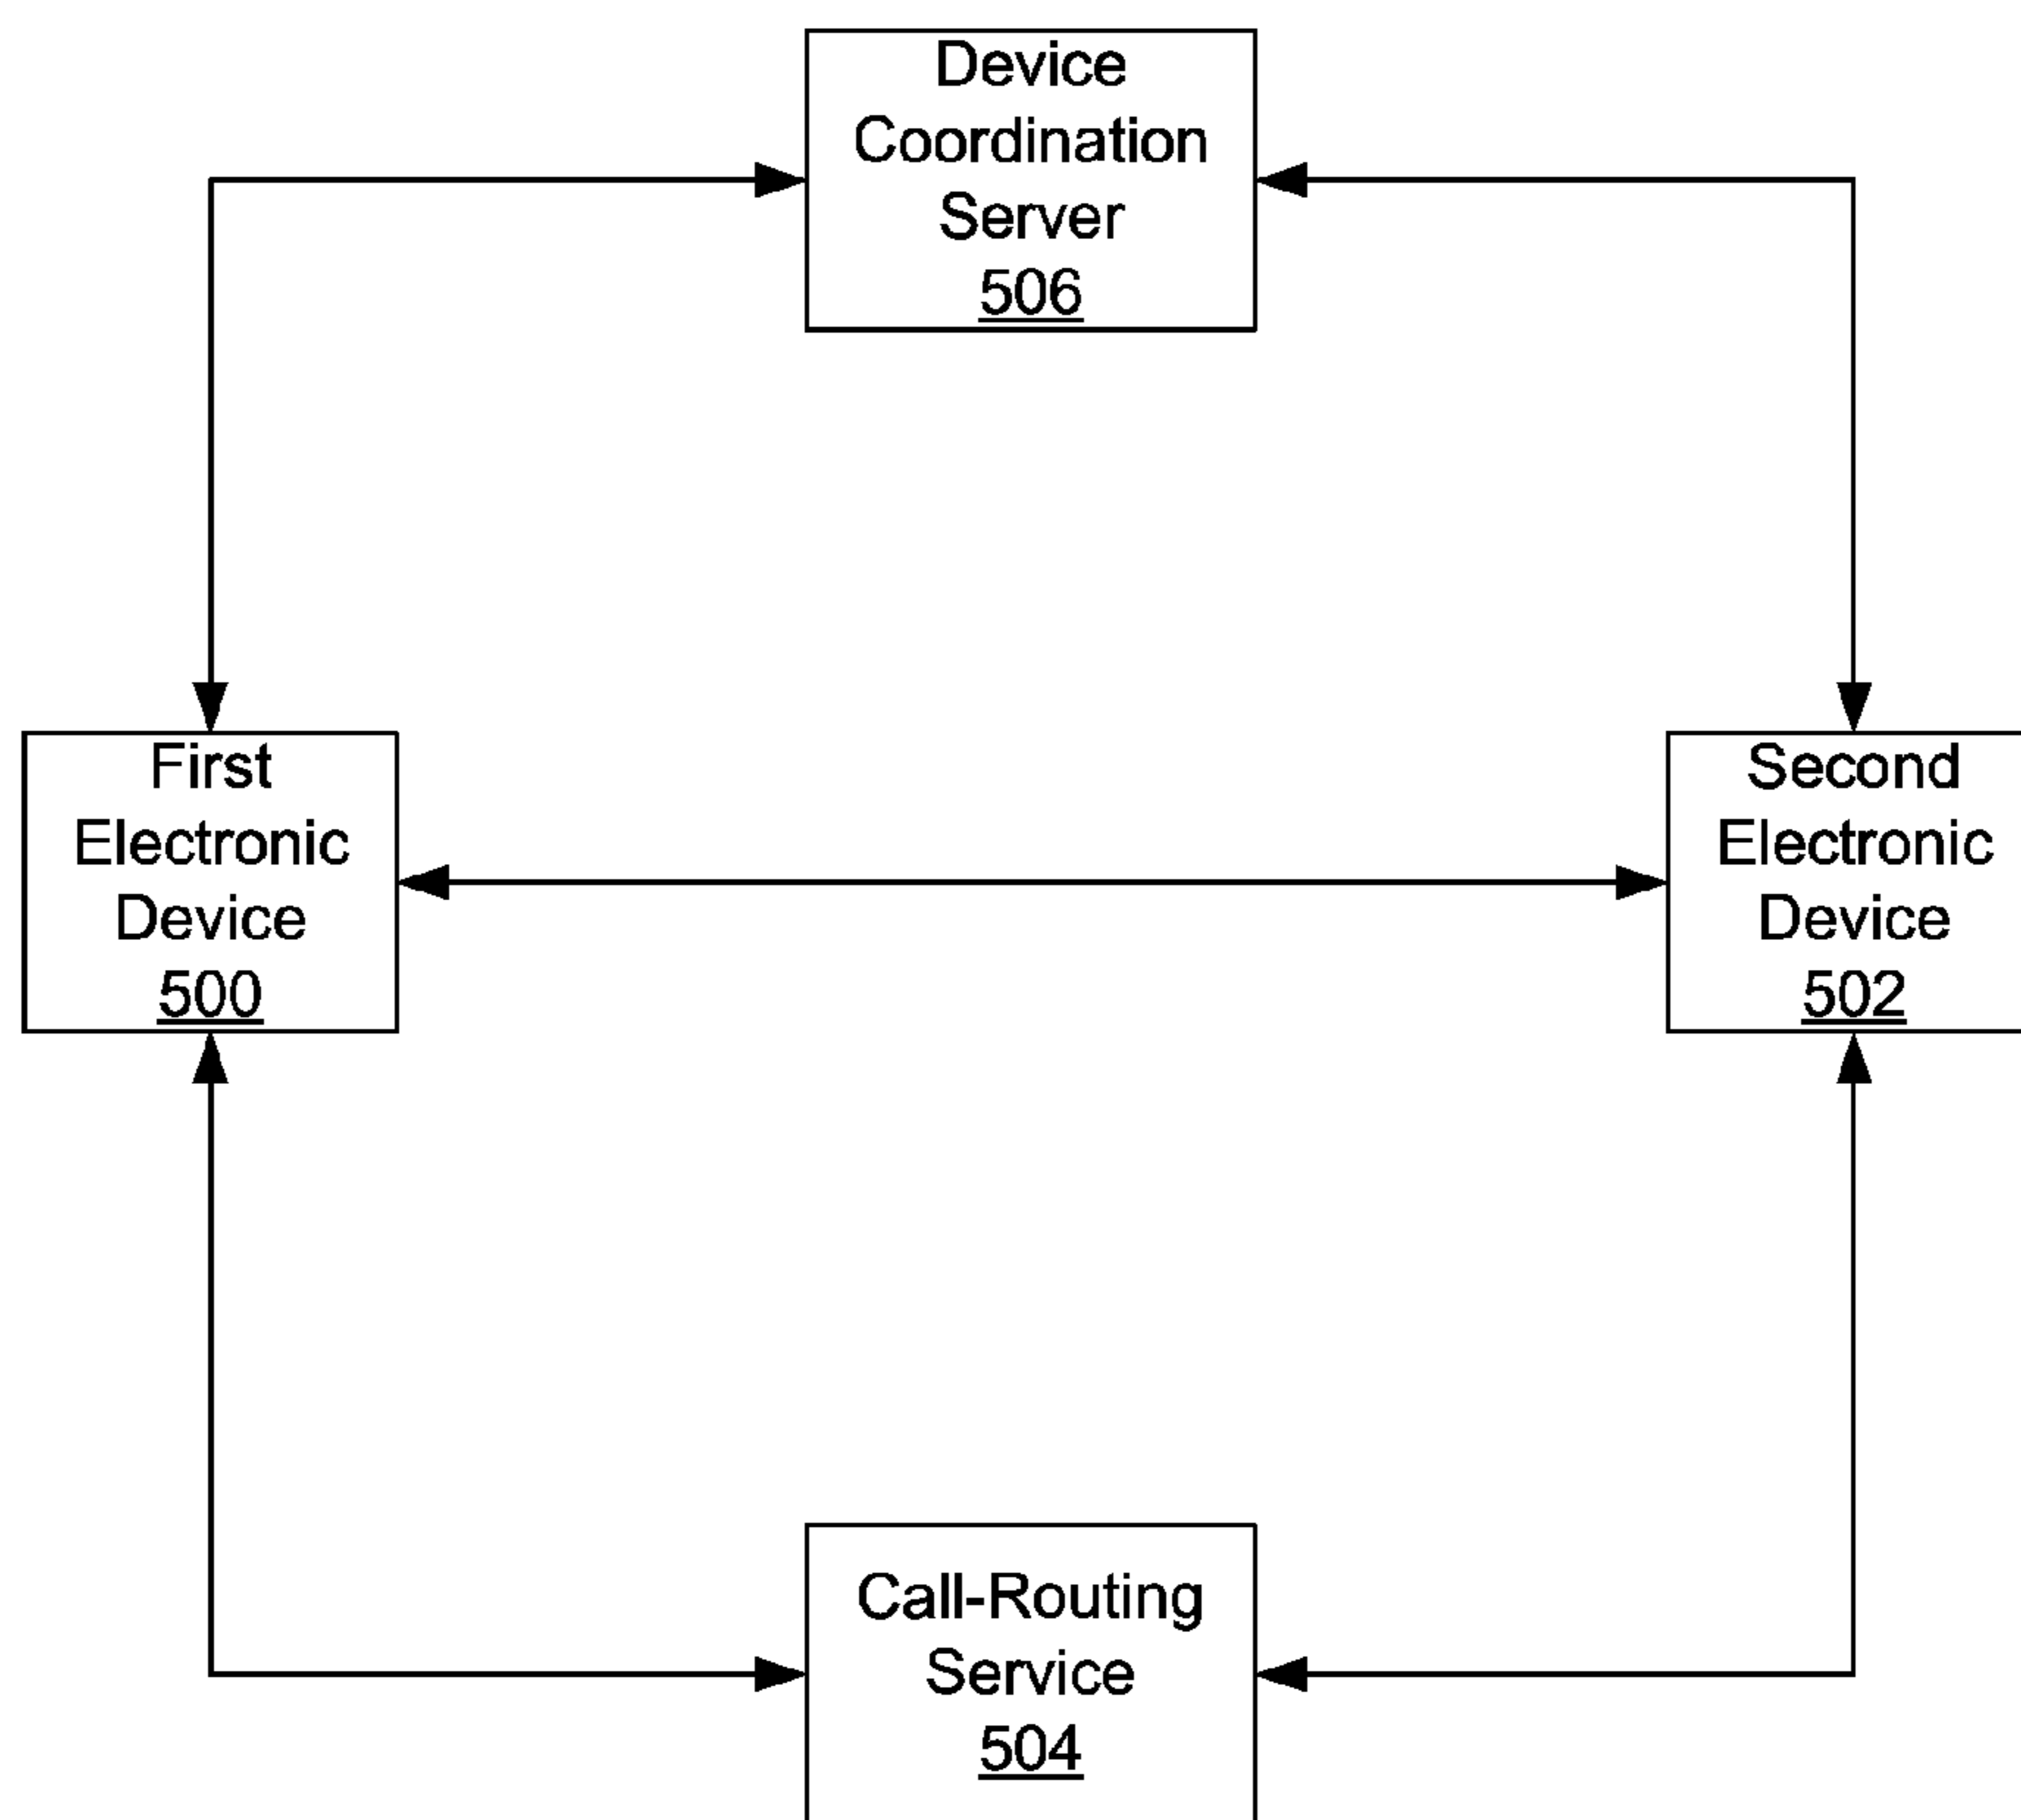 Device
Coordination
Server
506
First
Electronic
Device
500
Second
Electronic
Device
502
Call-Routing
Service
504